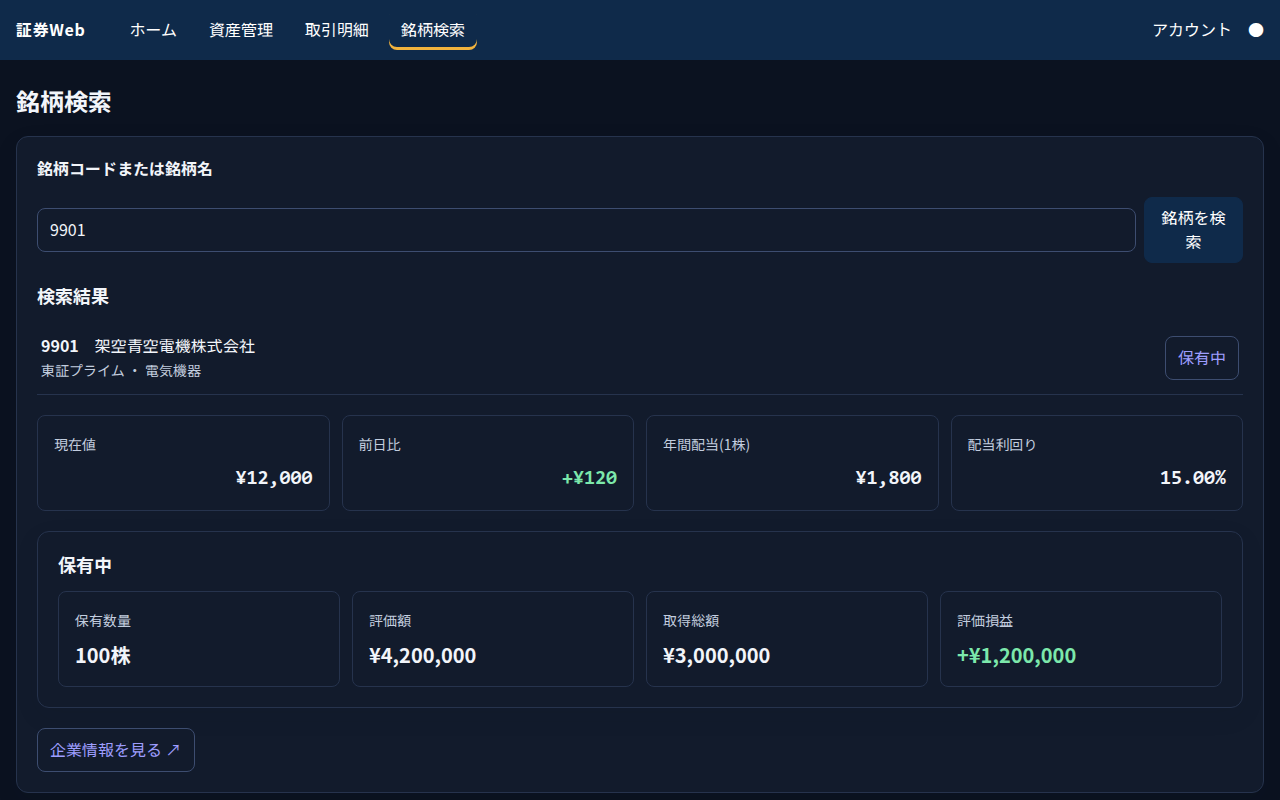 証券Web ホーム 資産管理 取引明細 銘柄検索 アカウント
銘柄検索
銘柄コードまたは銘柄名
9901
銘柄を検
索
検索結果
9901 架空青空電機株式会社
東証プライム・電気機器
保有中
現在値
¥12,000
前日比
+¥120
年間配当(1株)
¥1,800
配当利回り
15.00%
保有中
保有数量
100株
評価額
¥4,200,000
取得総額
¥3,000,000
評価損益
+¥1,200,000
企業情報を見る ↗